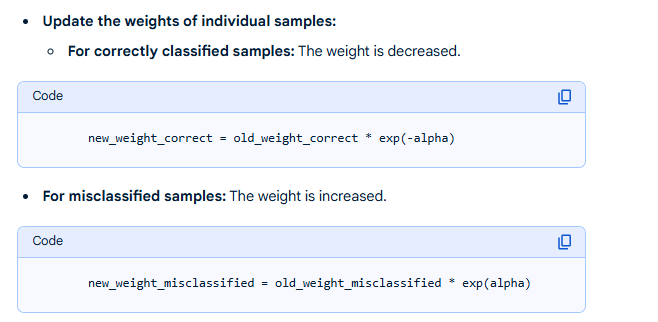 Update the weights of individual samples:
For correctly classified samples: The weight is decreased.
Code
new_weight_correct = old_weight_correct * exp(-alpha)
For misclassified samples: The weight is increased.
Code
new_weight_misclassified = old_weight_misclassified * exp(alpha)